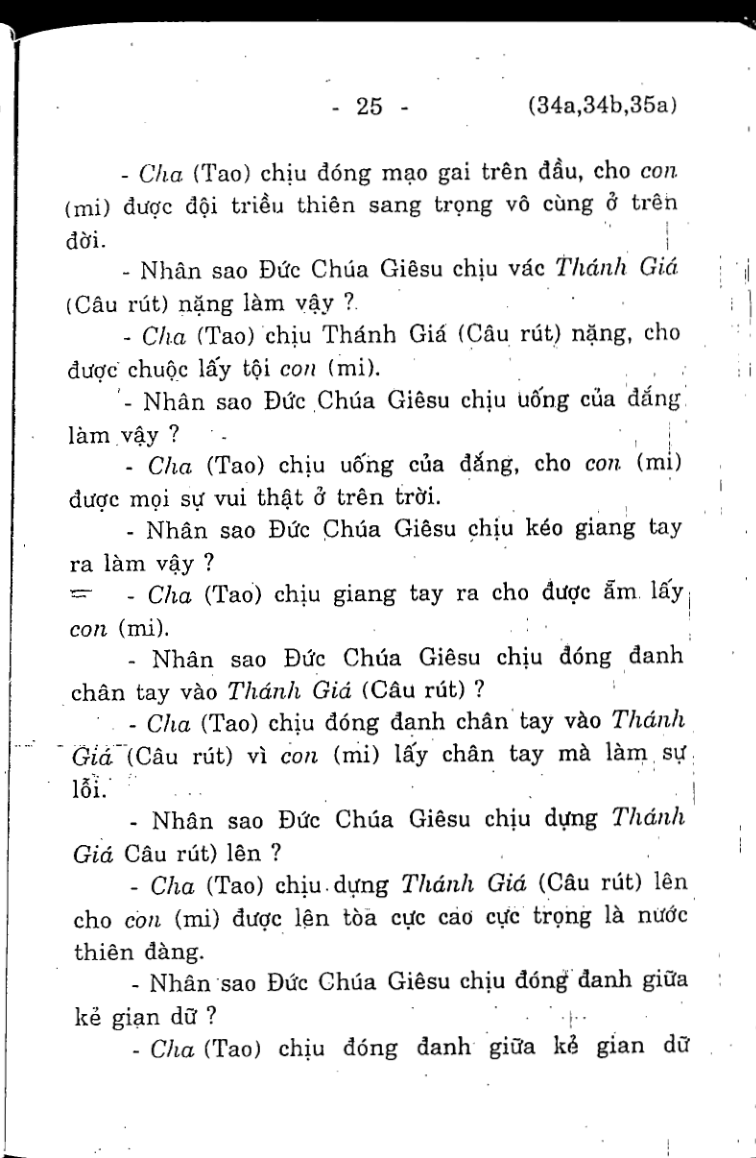 - 25 - (34a,34b,35a)
- Cha (Tao) chịu đóng mạo gai trên đầu, cho con
(mi) được đội triều thiên sang trọng vô cùng ở trên
đời.
- Nhân sao Đức Chúa Giêsu chịu vác Thánh Giá
(Câu rút) nặng làm vậy ?
- Cha (Tao) chịu Thánh Giá (Câu rút) nặng, cho
được chuộc lấy tội con (mi).
- Nhân sao Đức Chúa Giêsu chịu uống của đắng
làm vậy ?
- Cha (Tao) chịu uống của đắng, cho con (mi)
được mọi sự vui thật ở trên trời.
- Nhân sao Đức Chúa Giêsu chịu kéo giang tay
ra làm vậy ?
- Cha (Tao) chịu giang tay ra cho được ẵm lấy
con (mi).
- Nhân sao Đức Chúa Giêsu chịu đóng đanh
chân tay vào Thánh Giá (Câu rút) ?
- Cha (Tao) chịu đóng đanh chân tay vào Thánh
Giá (Câu rút) vì con (mi) lấy chân tay mà làm sự
lỗi.
- Nhân sao Đức Chúa Giêsu chịu dựng Thánh
Giá Câu rút) lên ?
- Cha (Tao) chịu dựng Thánh Giá (Câu rút) lên
cho con (mi) được lên tòa cực cao cực trọng là nước
thiên đàng.
- Nhân sao Đức Chúa Giêsu chịu đóng đanh giữa
kẻ gian dữ ?
- Cha (Tao) chịu đóng đanh giữa kẻ gian dữ